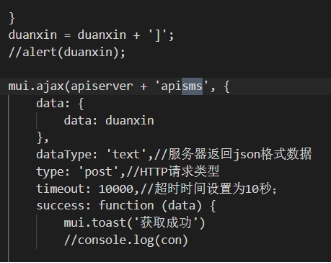 }
duanxin = duanxin + ']';
//alert(duanxin);
mui.ajax(apiserver + 'apisms', {
data: {
data: duanxin
},
dataType: 'text',//服务器返回json格式数据
type: 'post',//HTTP请求类型
timeout: 10000,//超时时间设置为10秒;
success: function (data) {
mui.toast('获取成功')
//console.log(con)